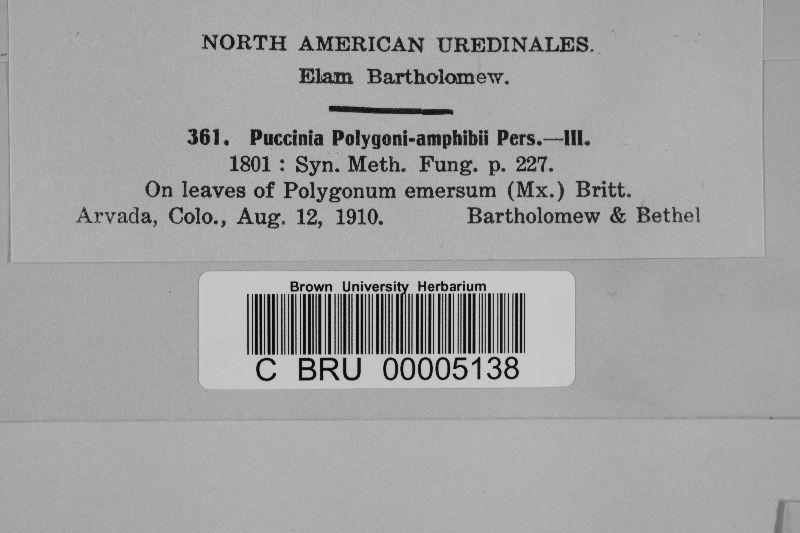 NORTH AMERICAN UREDINALES.
Elam Bartholomew.
361. Puccinia Polygoni-amphibii Pers.—III.
1801 : Syn. Meth. Fung. p. 227.
On leaves of Polygonum emersum (Mx.) Britt.
Arvada, Colo., Aug. 12, 1910. Bartholomew & Bethel
Brown University Herbarium
C BRU 00005138